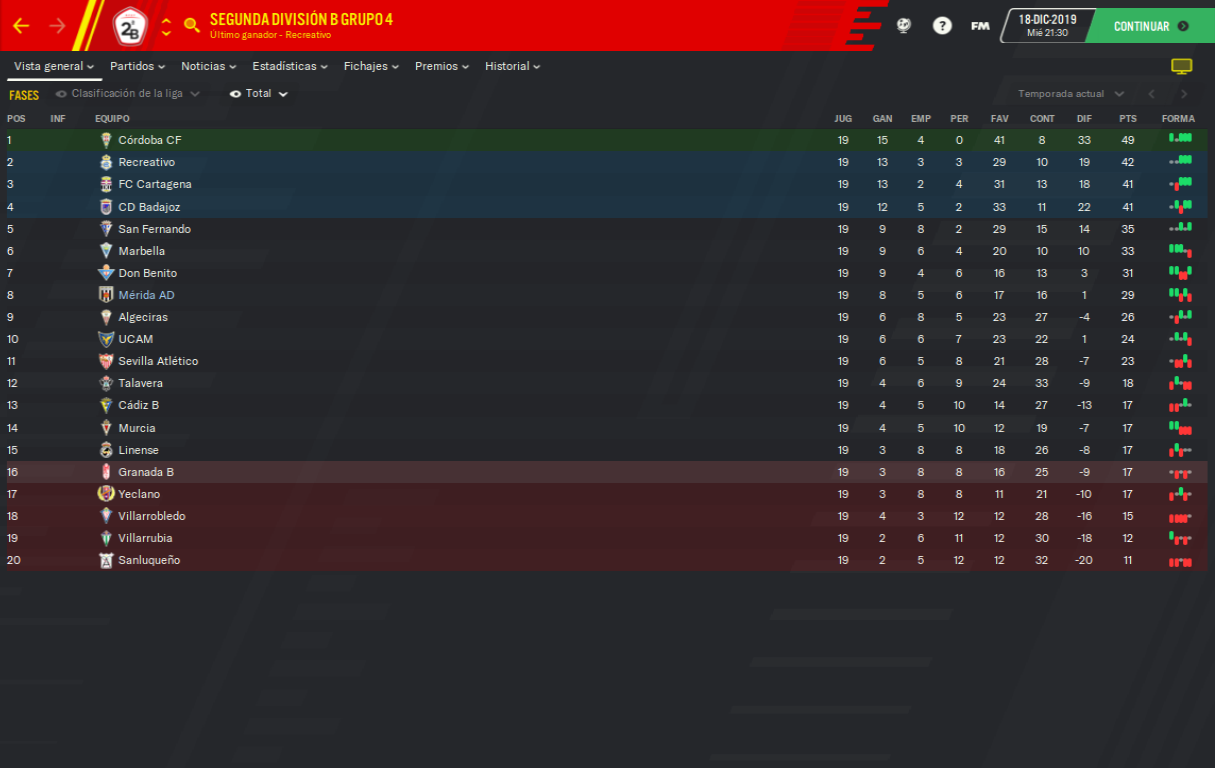 SEGUNDA DIVISIÓN B GRUPO 4
Último ganador - Recreativo
2ªB
?
FM
18-DIC-2019
Mié 21:30
CONTINUAR
Vista general Partidos Noticias Estadísticas Fichajes Premios Historial
FASES Clasificación de la liga Total Temporada actual
POS INF EQUIPO JUG GAN EMP PER FAV CONT DIF PTS FORMA
1 Córdoba CF 19 15 4 0 41 8 33 49
2 Recreativo 19 13 3 3 29 10 19 42
3 FC Cartagena 19 13 2 4 31 13 18 41
4 CD Badajoz 19 12 5 2 33 11 22 41
5 San Fernando 19 9 8 2 29 15 14 35
6 Marbella 19 9 6 4 20 10 10 33
7 Don Benito 19 9 4 6 16 13 3 31
8 Mérida AD 19 8 5 6 17 16 1 29
9 Algeciras 19 6 8 5 23 27 -4 26
10 UCAM 19 6 6 7 23 22 1 24
11 Sevilla Atlético 19 6 5 8 21 28 -7 23
12 Talavera 19 4 6 9 24 33 -9 18
13 Cádiz B 19 4 5 10 14 27 -13 17
14 Murcia 19 4 5 10 12 19 -7 17
15 Linense 19 3 8 8 18 26 -8 17
16 Granada B 19 3 8 8 16 25 -9 17
17 Yeclano 19 3 8 8 11 21 -10 17
18 Villarrobledo 19 4 3 12 12 28 -16 15
19 Villarrubia 19 2 6 11 12 30 -18 12
20 Sanluqueño 19 2 5 12 12 32 -20 11